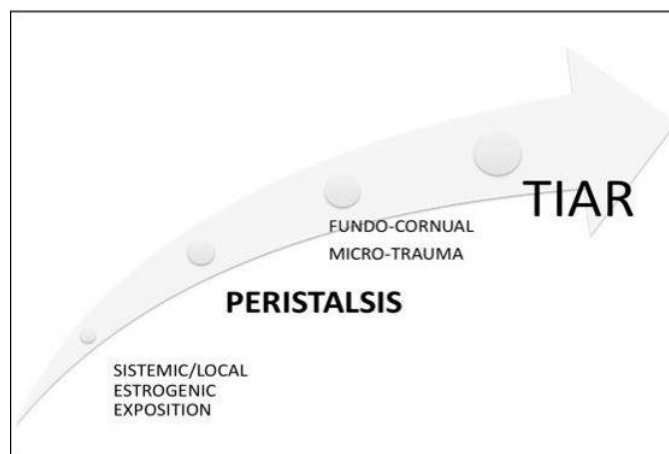 TIAR
FUNDO-CORNUAL
MICRO-TRAUMA
PERISTALSIS
SISTEMIC/LOCAL
ESTROGENIC
EXPOSITION